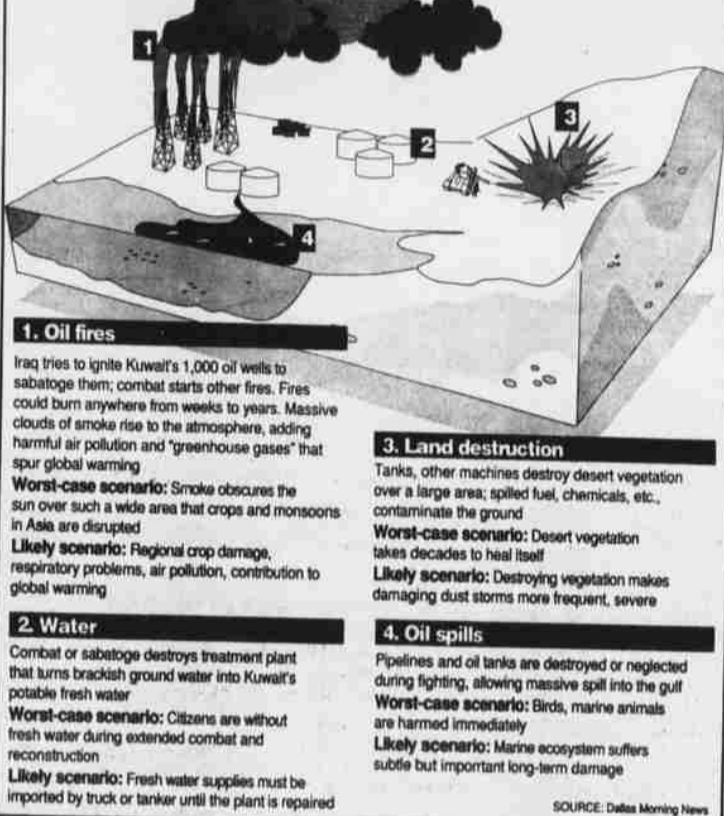 1
2
3
4
1. Oil fires
Iraq tries to ignite Kuwait's 1,000 oil wells to
sabatoge them; combat starts other fires. Fires
could burn anywhere from weeks to years. Massive
clouds of smoke rise to the atmosphere, adding
harmful air pollution and "greenhouse gases" that
spur global warming
Worst-case scenario: Smoke obscures the
sun over such a wide area that crops and monsoons
in Asia are disrupted
Likely scenario: Regional crop damage,
respiratory problems, air pollution, contribution to
global warming
2. Water
Combat or sabatoge destroys treatment plant
that turns brackish ground water into Kuwait's
potable fresh water
Worst-case scenario: Citizens are without
fresh water during extended combat and
reconstruction
Likely scenario: Fresh water supplies must be
imported by truck or tanker until the plant is repaired
3. Land destruction
Tanks, other machines destroy desert vegetation
over a large area; spilled fuel, chemicals, etc.,
contaminate the ground
Worst-case scenario: Desert vegetation
takes decades to heal itself
Likely scenario: Destroying vegetation makes
damaging dust storms more frequent, severe
4. Oil spills
Pipelines and oil tanks are destroyed or neglected
during fighting, allowing massive spill into the gulf
Worst-case scenario: Birds, marine animals
are harmed immediately
Likely scenario: Marine ecosystem suffers
subtle but imporrtant long-term damage
SOURCE: Dallas Morning News